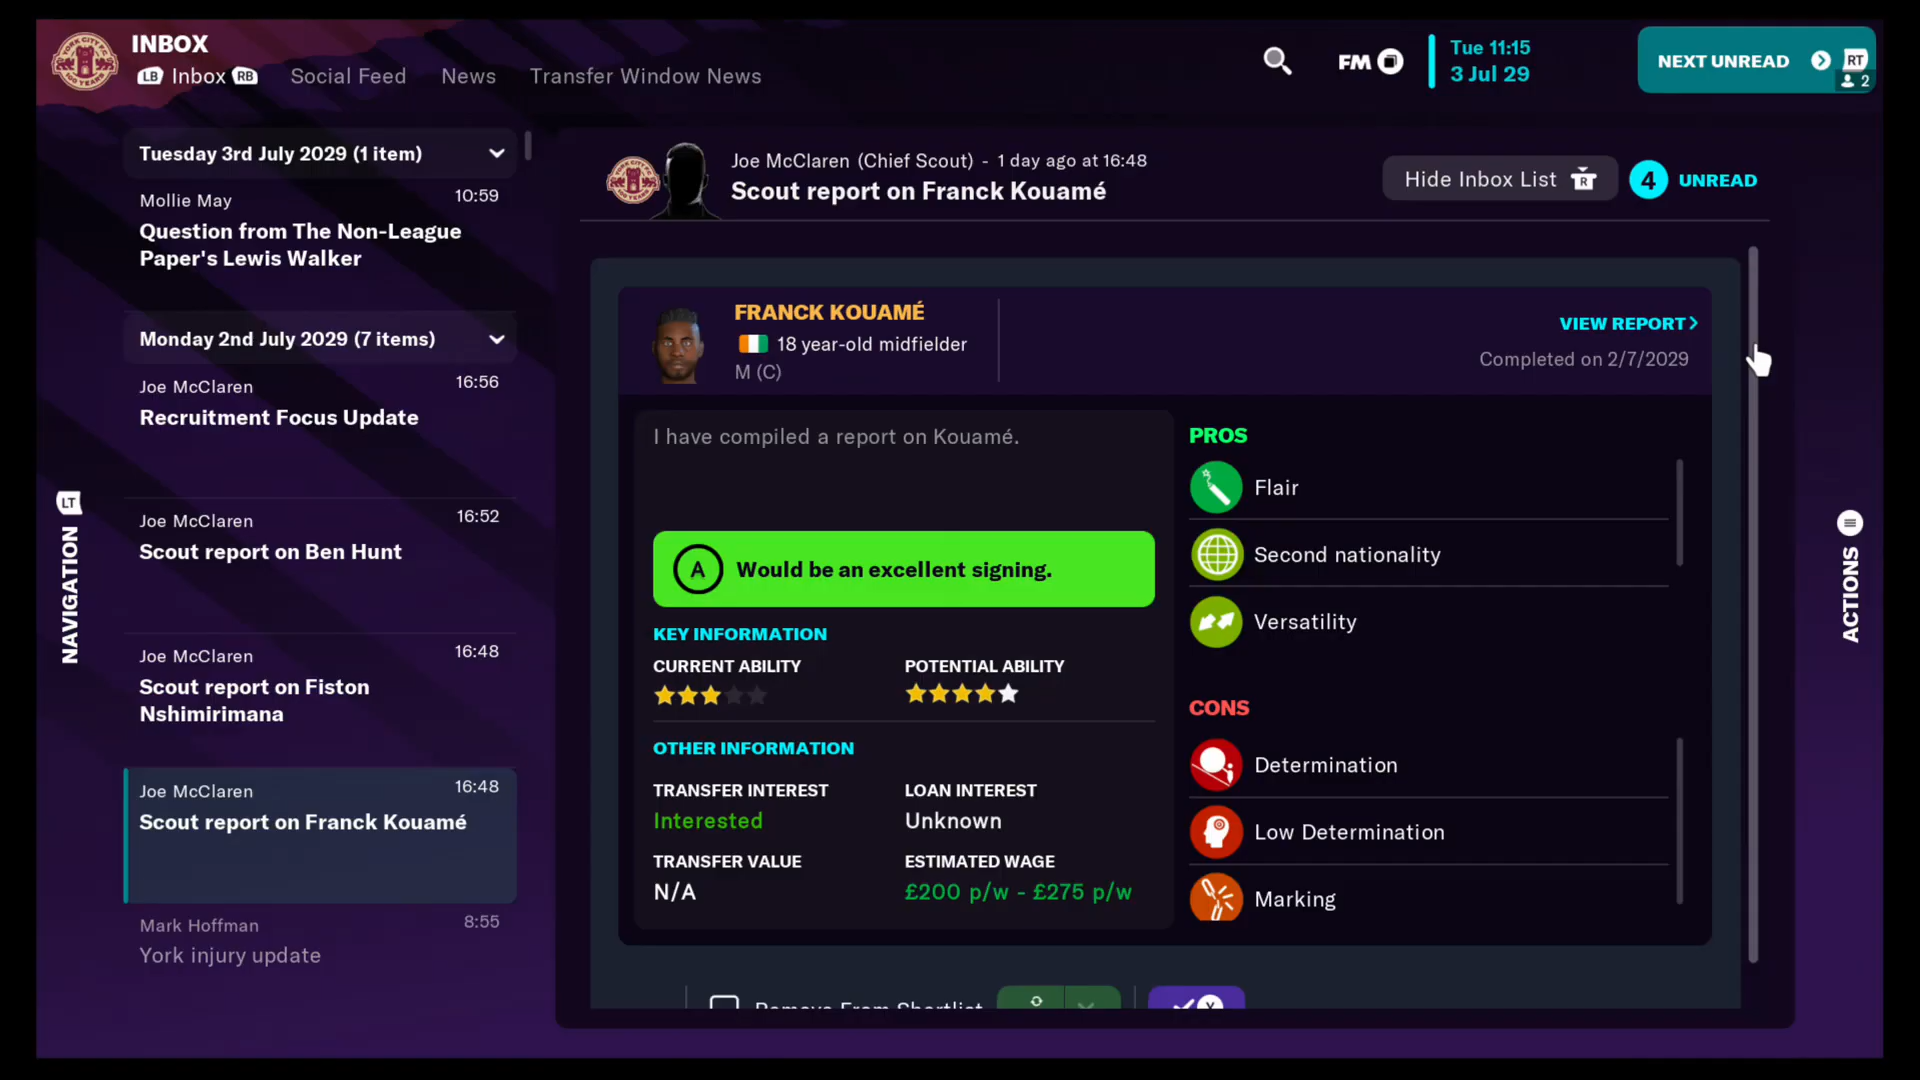 INBOX
LB Inbox RB
Social Feed
News
Transfer Window News
FM
Tue 11:15
3 Jul 29
NEXT UNREAD
RT
2
Tuesday 3rd July 2029 (1 item)
Mollie May
10:59
Question from The Non-League
Paper's Lewis Walker
Monday 2nd July 2029 (7 items)
Joe McClaren
16:56
Recruitment Focus Update
Joe McClaren
16:52
Scout report on Ben Hunt
Joe McClaren
16:48
Scout report on Fiston
Nshimirimana
Joe McClaren
16:48
Scout report on Franck Kouamé
Mark Hoffman
8:55
York injury update
LT
NAVIGATION
Joe McClaren (Chief Scout) - 1 day ago at 16:48
Scout report on Franck Kouamé
Hide Inbox List R
4 UNREAD
FRANCK KOUAMÉ
18 year-old midfielder
M (C)
VIEW REPORT
Completed on 2/7/2029
I have compiled a report on Kouamé.
A Would be an excellent signing.
KEY INFORMATION
CURRENT ABILITY
POTENTIAL ABILITY
OTHER INFORMATION
TRANSFER INTEREST
Interested
LOAN INTEREST
Unknown
TRANSFER VALUE
N/A
ESTIMATED WAGE
£200 p/w - £275 p/w
PROS
Flair
Second nationality
Versatility
CONS
Determination
Low Determination
Marking
Remove From Shortlist
Y
ACTIONS